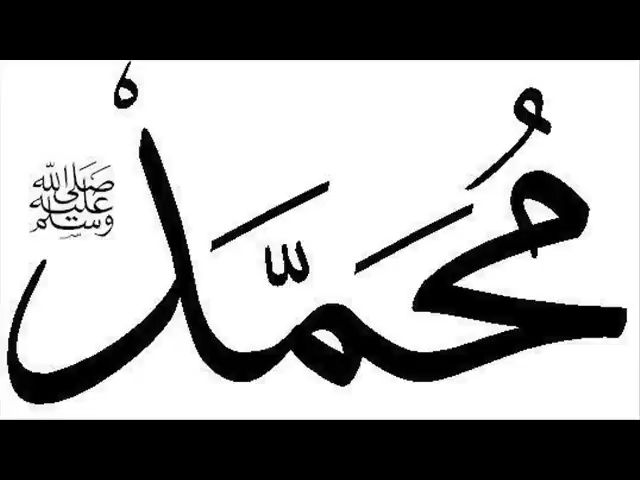 مُحَمَّدْ
صلى الله
عليه
وسلم